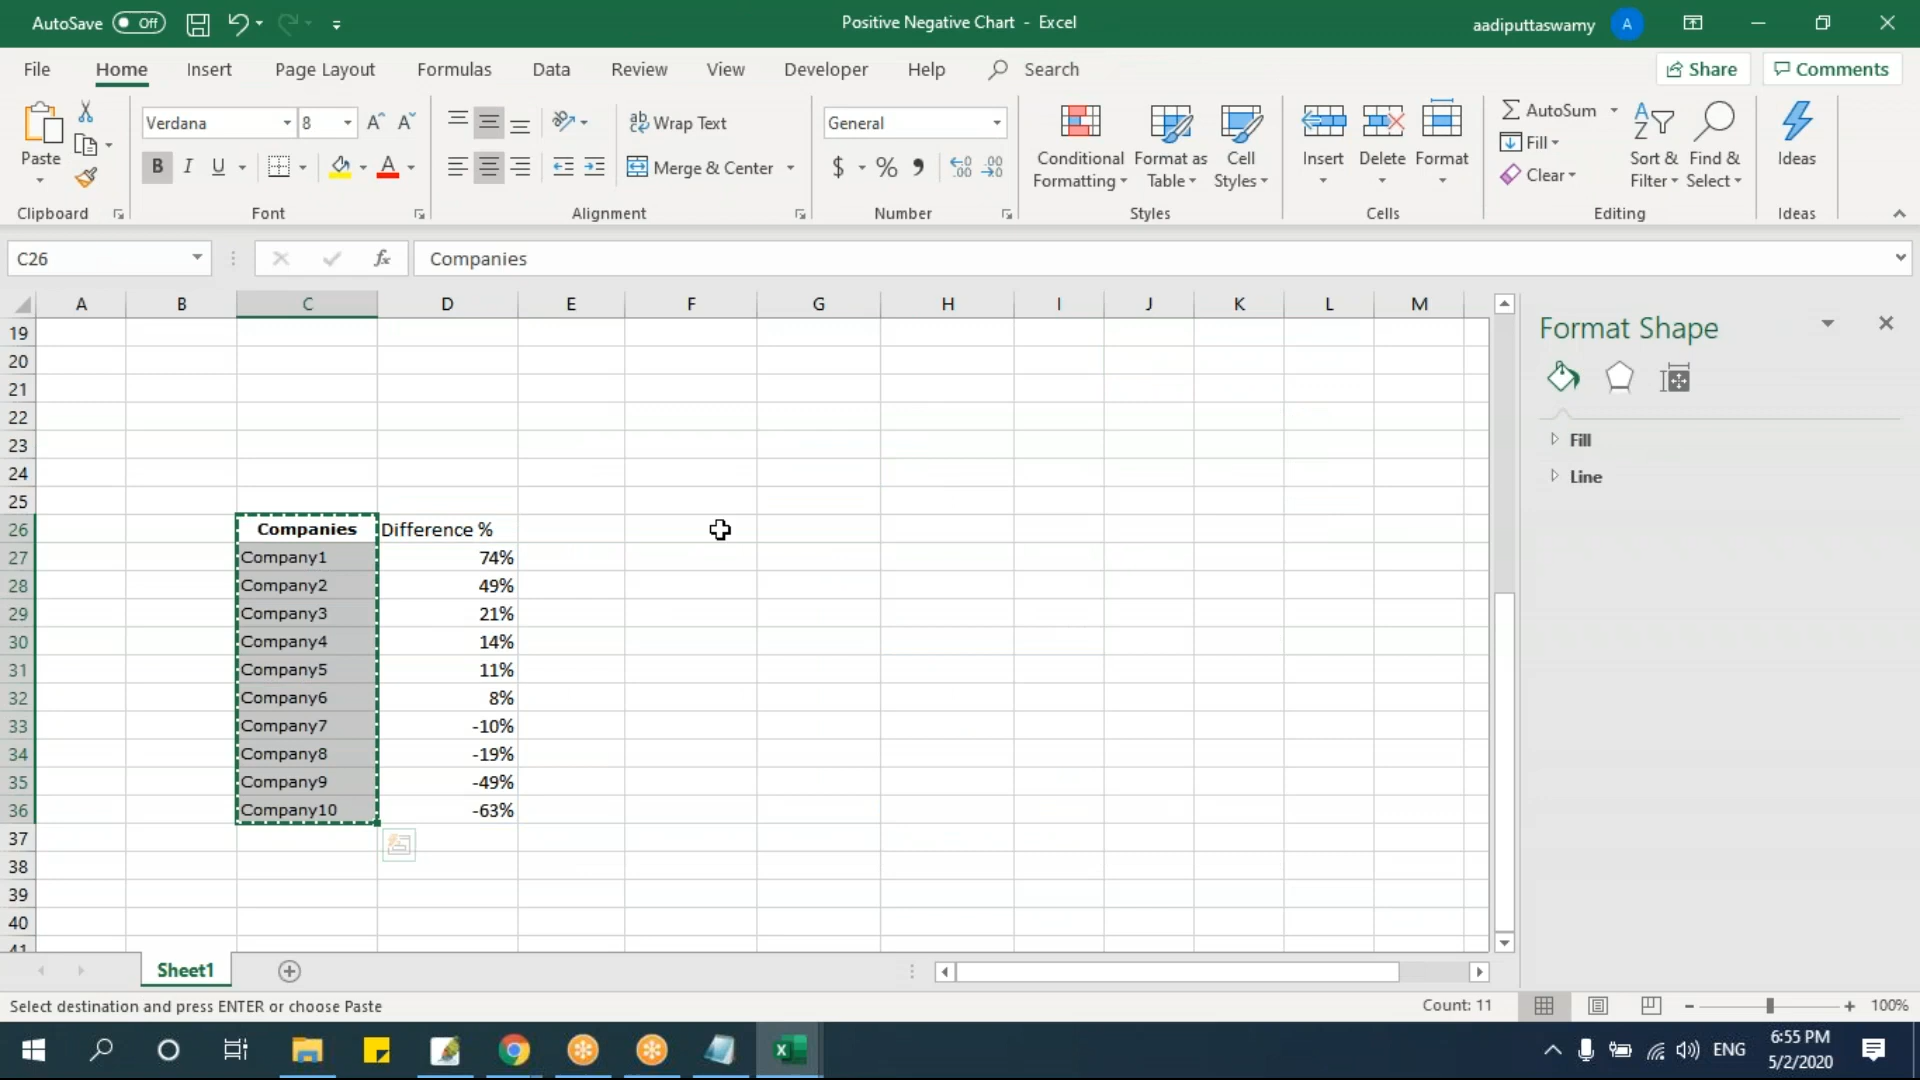 AutoSave Off
Positive Negative Chart - Excel
aadiputtaswamy A
File Home Insert Page Layout Formulas Data Review View Developer Help Search
Share Comments
Paste
Clipboard
Verdana 8
B I U A
Font
Wrap Text
Merge & Center
Alignment
General
$ %
Number
Conditional Formatting
Format as Table
Cell Styles
Styles
Insert Delete Format
Cells
AutoSum
Fill
Clear
Sort & Filter
Find & Select
Editing
Ideas
Ideas
C26 fx Companies
A B C D E F G H I J K L M
19
20
21
22
23
24
25
26 Companies Difference %
27 Company1 74%
28 Company2 49%
29 Company3 21%
30 Company4 14%
31 Company5 11%
32 Company6 8%
33 Company7 -10%
34 Company8 -19%
35 Company9 -49%
36 Company10 -63%
37
38
39
40
41
Format Shape
Fill
Line
Sheet1
Select destination and press ENTER or choose Paste
Count: 11
100%
ENG
6:55 PM
5/2/2020